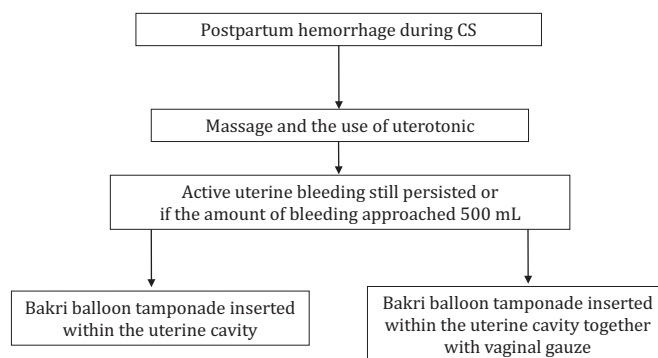 Postpartum hemorrhage during CS
Massage and the use of uterotonic
Active uterine bleeding still persisted or
if the amount of bleeding approached 500 mL
Bakri balloon tamponade inserted
within the uterine cavity
Bakri balloon tamponade inserted
within the uterine cavity together
with vaginal gauze